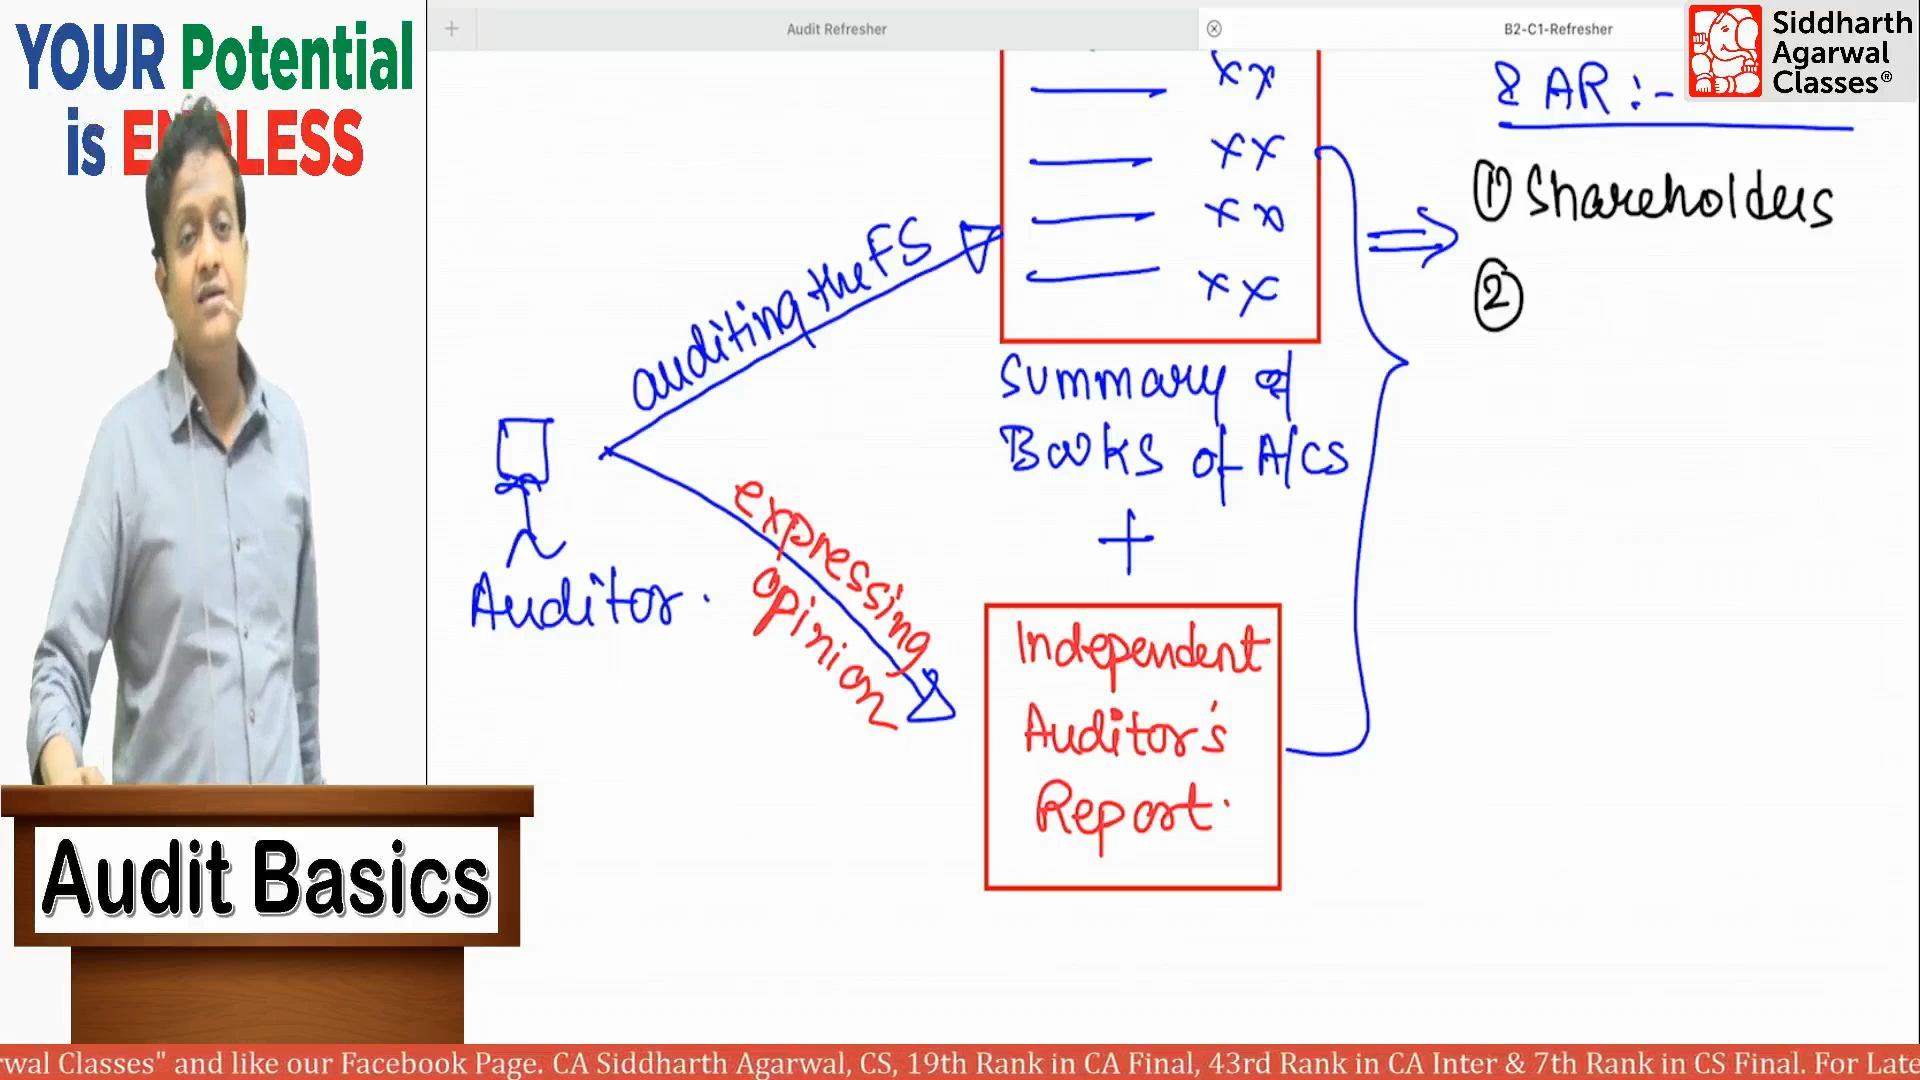 YOUR Potential
is ENDLESS
Audit Refresher
B2-C1-Refresher
Siddharth
Agarwal
Classes®
& AR :-
xx
xx
xx
xx
① Shareholders
②
auditing the FS
Summary of
Books of A/CS
+
expressing
opinion
Auditor.
Independent
Auditor's
Report.
Audit Basics
rwal Classes" and like our Facebook Page. CA Siddharth Agarwal, CS, 19th Rank in CA Final, 43rd Rank in CA Inter & 7th Rank in CS Final. For Late